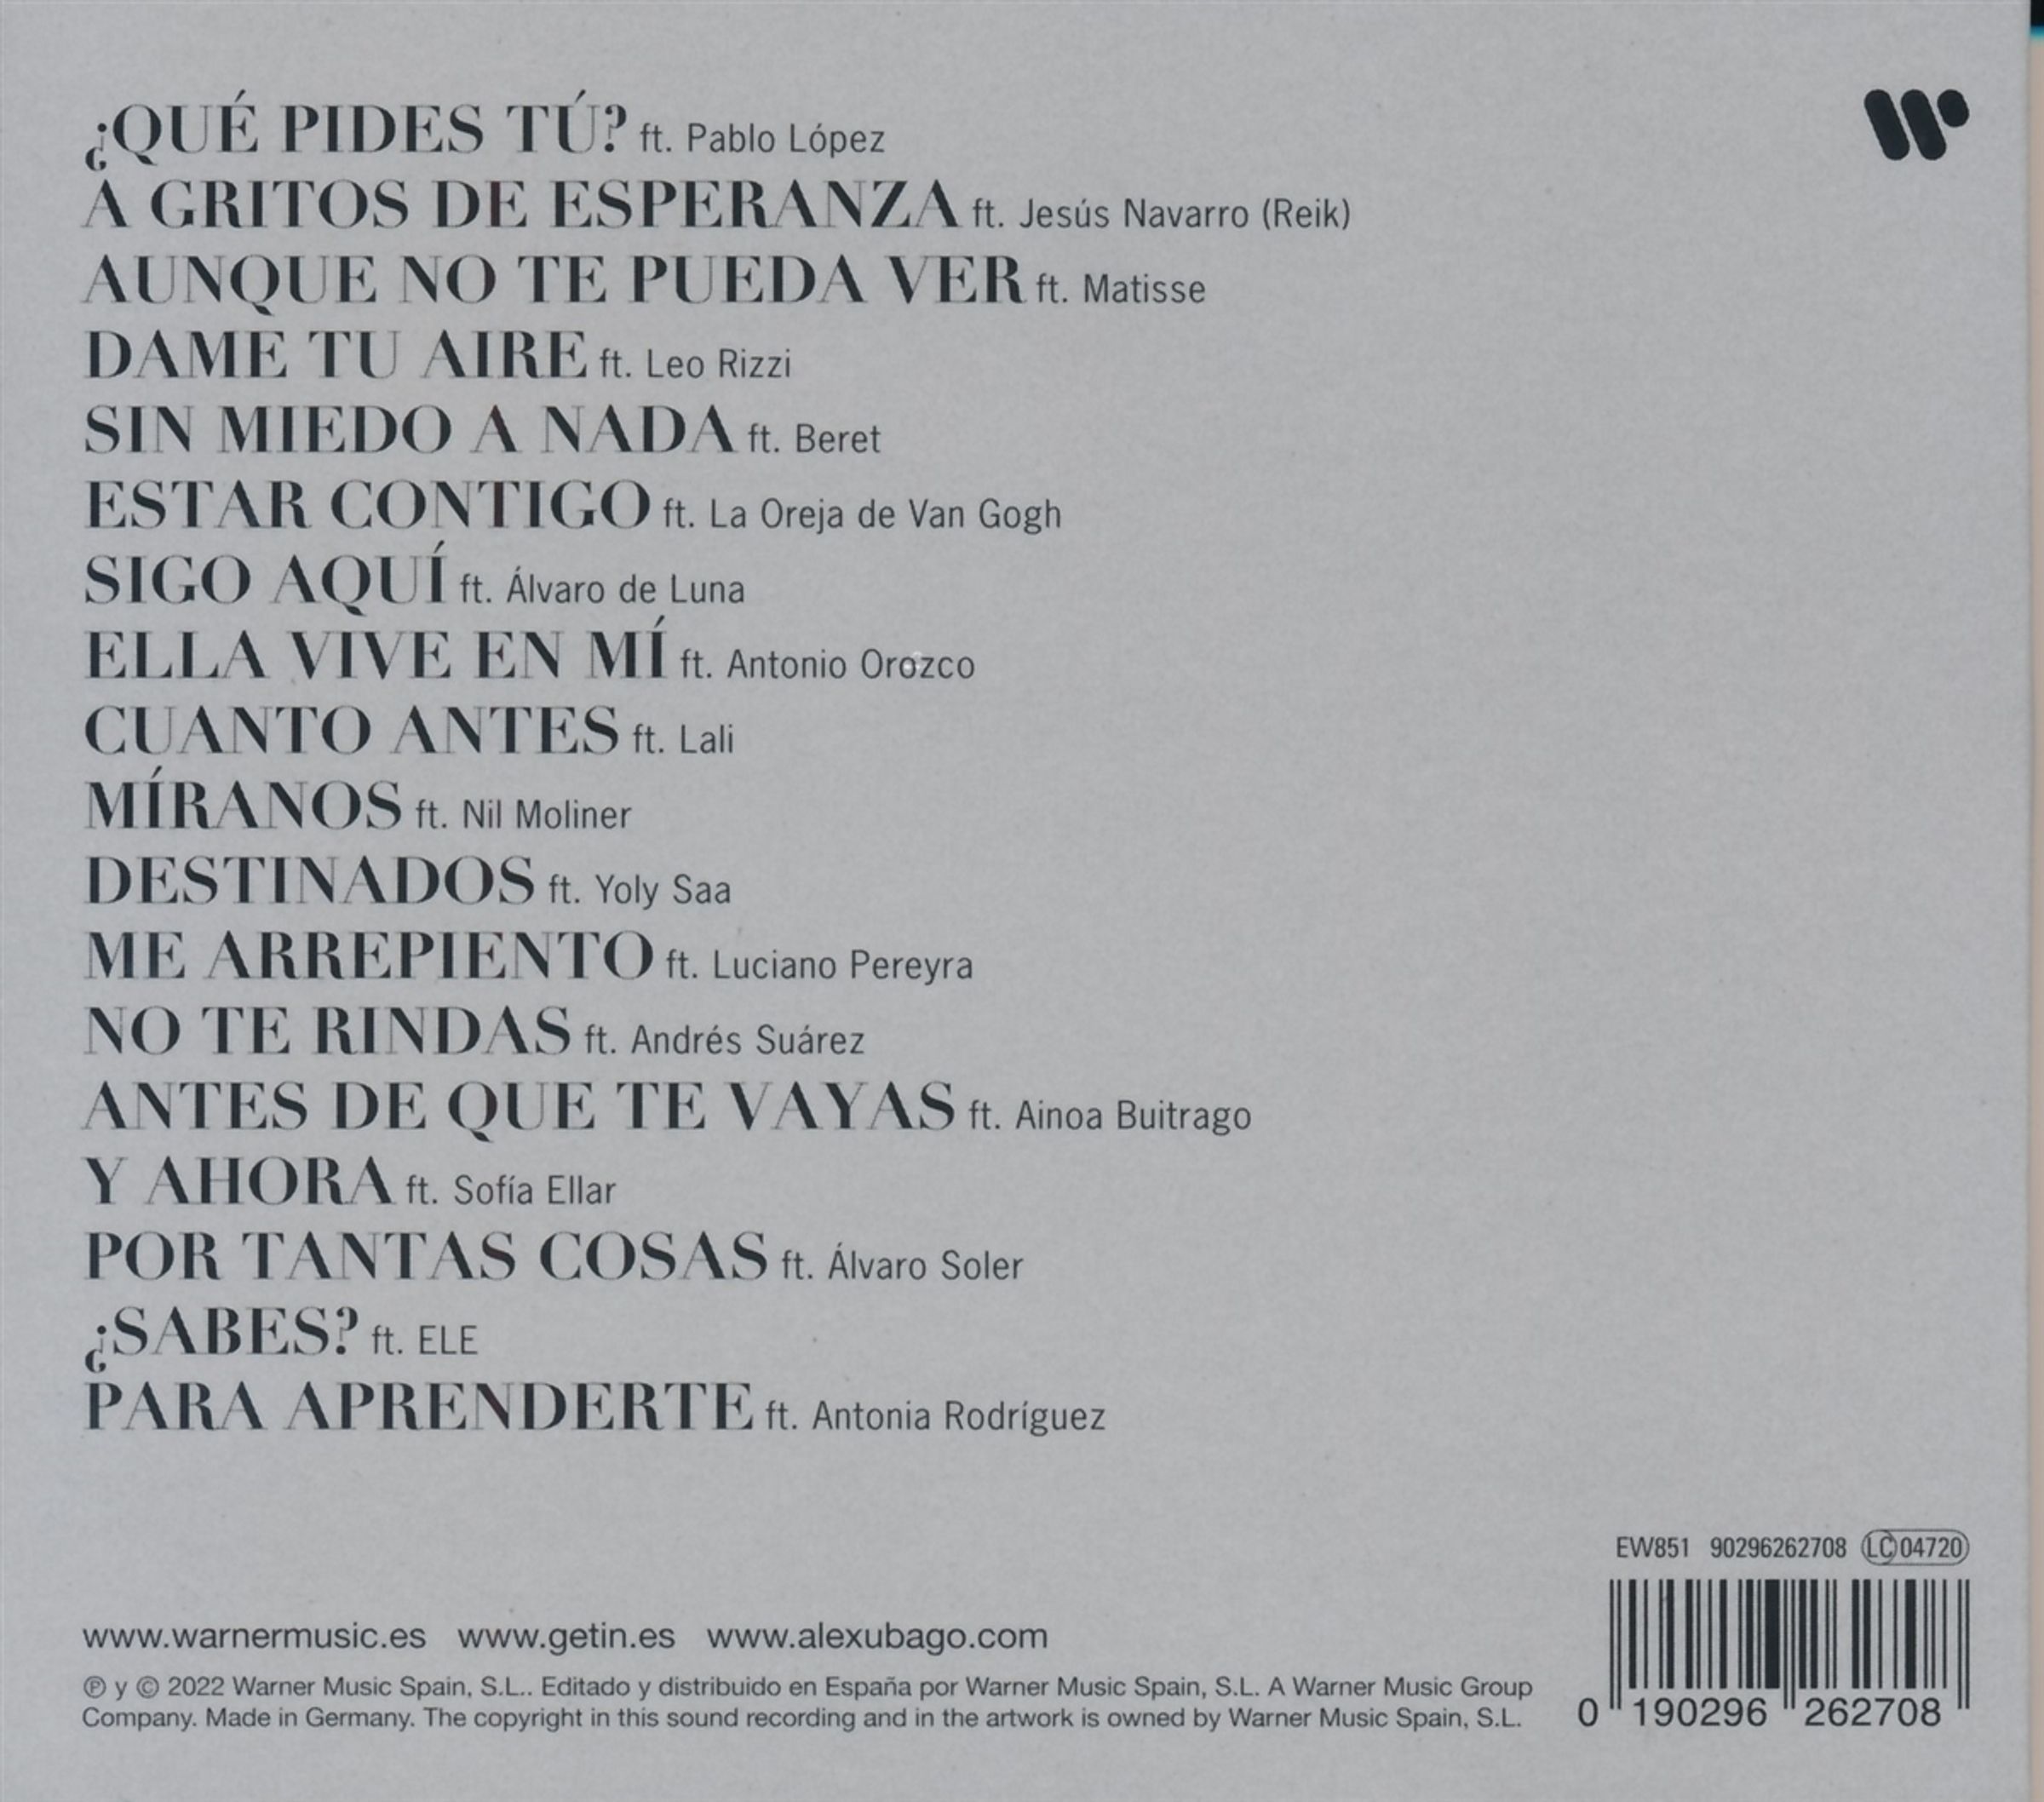 ¿QUÉ PIDES TÚ? ft. Pablo López
A GRITOS DE ESPERANZA ft. Jesús Navarro (Reik)
AUNQUE NO TE PUEDA VER ft. Matisse
DAME TU AIRE ft. Leo Rizzi
SIN MIEDO A NADA ft. Beret
ESTAR CONTIGO ft. La Oreja de Van Gogh
SIGO AQUÍ ft. Álvaro de Luna
ELLA VIVE EN MÍ ft. Antonio Orozco
CUANTO ANTES ft. Lali
MÍRANOS ft. Nil Moliner
DESTINADOS ft. Yoly Saa
ME ARREPIENTO ft. Luciano Pereyra
NO TE RINDAS ft. Andrés Suárez
ANTES DE QUE TE VAYAS ft. Ainoa Buitrago
Y AHORA ft. Sofía Ellar
POR TANTAS COSAS ft. Álvaro Soler
¿SABES? ft. ELE
PARA APRENDERTE ft. Antonia Rodríguez
EW851 90296262708 LC 04720
www.warnermusic.es www.getin.es www.alexubago.com
℗ y © 2022 Warner Music Spain, S.L.. Editado y distribuido en España por Warner Music Spain, S.L. A Warner Music Group
Company. Made in Germany. The copyright in this sound recording and in the artwork is owned by Warner Music Spain, S.L.
0 190296 262708